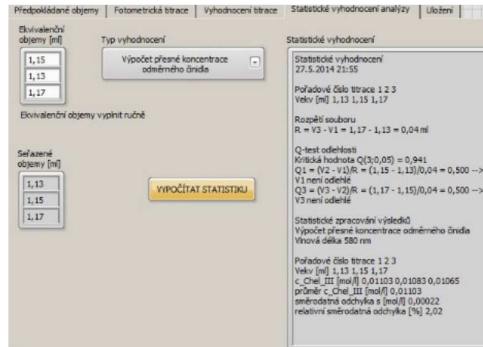 Předpokládané objemy Fotometrická titrace Vyhodnocení titrace Statistické vyhodnocení analýzy Uložení
Ekvivalenční
objemy [ml]
1,15
1,13
1,17
Typ vyhodnocení
Výpočet přesné koncentrace
odměrného činidla
Ekvivalenční objemy vyplnit ručně
Seřazené
objemy [ml]
1,13
1,15
1,17
VYPOČÍTAT STATISTIKU
Statistické vyhodnocení
Statistické vyhodnocení
27.5.2014 21:55
Pořadové číslo titrace 1 2 3
Vekv [ml] 1,13 1,15 1,17
Rozpětí souboru
R = V3 - V1 = 1,17 - 1,13 = 0,04 ml
Q-test odlehlosti
Kritická hodnota Q(3;0,05) = 0,941
Q1 = (V2 - V1)/R = (1,15 - 1,13)/0,04 = 0,500 -->
V1 není odlehlé
Q3 = (V3 - V2)/R = (1,17 - 1,15)/0,04 = 0,500 -->
V3 není odlehlé
Statistické zpracování výsledků
Výpočet přesné koncentrace odměrného činidla
Vlnová délka 580 nm
Pořadové číslo titrace 1 2 3
Vekv [ml] 1,13 1,15 1,17
c_Chel_III [mol/l] 0,01103 0,01083 0,01065
průměr c_Chel_III [mol/l] 0,01103
směrodatná odchylka s [mol/l] 0,00022
relativní směrodatná odchylka [%] 2,02